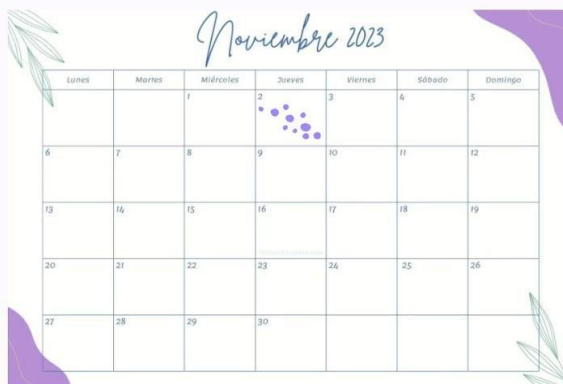 Noviembre 2023
Lunes Martes Miércoles Jueves Viernes Sábado Domingo
1 2 3 4 5
6 7 8 9 10 11 12
13 14 15 16 17 18 19
20 21 22 23 24 25 26
27 28 29 30